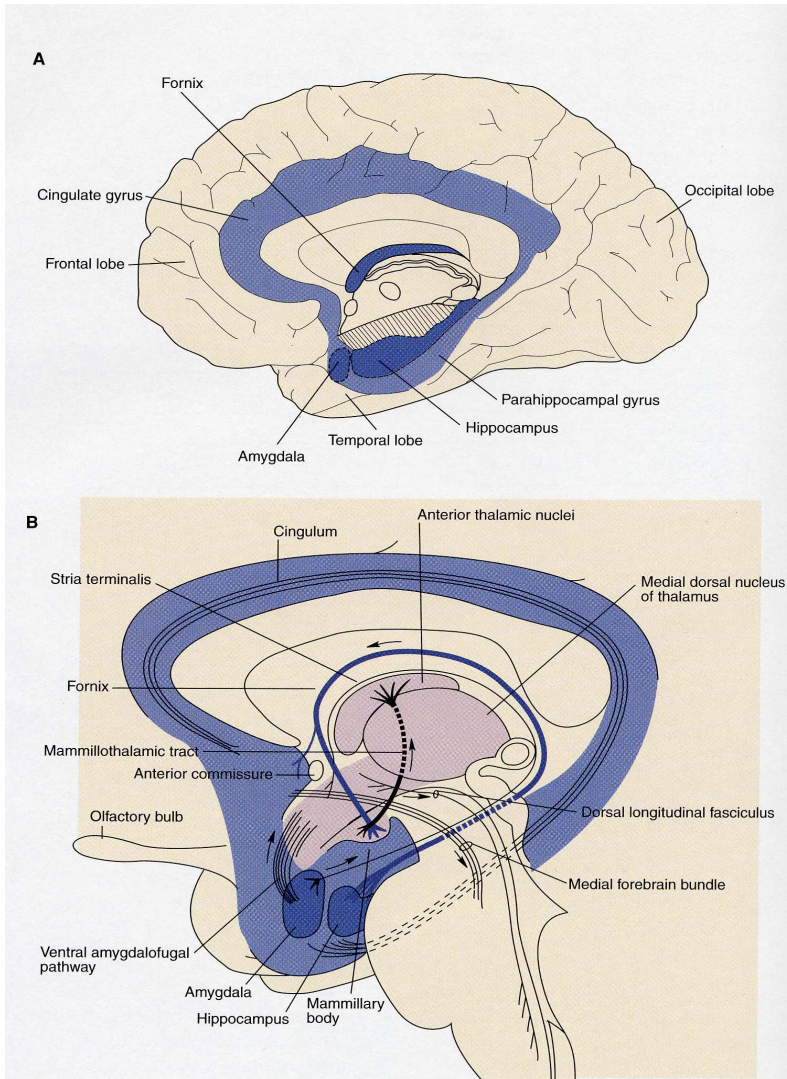 A
Fornix
Cingulate gyrus
Occipital lobe
Frontal lobe
Parahippocampal gyrus
Hippocampus
Temporal lobe
Amygdala
B
Anterior thalamic nuclei
Cingulum
Stria terminalis
Medial dorsal nucleus
of thalamus
Fornix
Mammillothalamic tract
Anterior commissure
Olfactory bulb
Dorsal longitudinal fasciculus
Medial forebrain bundle
Ventral amygdalofugal
pathway
Amygdala
Hippocampus
Mammillary
body